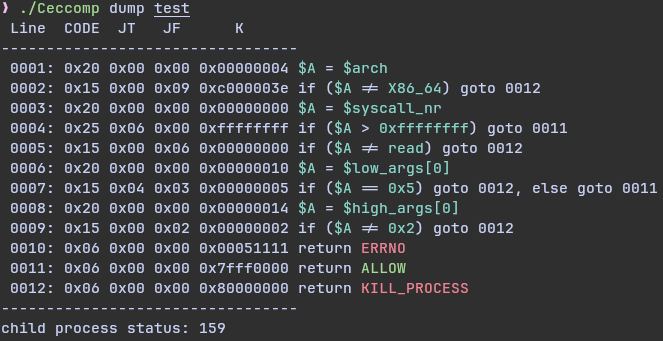 ❯ ./Ceccomp dump test
 Line  CODE  JT   JF      K
---------------------------------
 0001: 0x20 0x00 0x00 0x00000004 $A = $arch
 0002: 0x15 0x00 0x09 0xc000003e if ($A != X86_64) goto 0012
 0003: 0x20 0x00 0x00 0x00000000 $A = $syscall_nr
 0004: 0x25 0x06 0x00 0xffffffff if ($A > 0xffffffff) goto 0011
 0005: 0x15 0x00 0x06 0x00000000 if ($A != read) goto 0012
 0006: 0x20 0x00 0x00 0x00000010 $A = $low_args[0]
 0007: 0x15 0x04 0x03 0x00000005 if ($A == 0x5) goto 0012, else goto 0011
 0008: 0x20 0x00 0x00 0x00000014 $A = $high_args[0]
 0009: 0x15 0x00 0x02 0x00000002 if ($A != 0x2) goto 0012
 0010: 0x06 0x00 0x00 0x00051111 return ERRNO
 0011: 0x06 0x00 0x00 0x7fff0000 return ALLOW
 0012: 0x06 0x00 0x00 0x80000000 return KILL_PROCESS
---------------------------------
child process status: 159